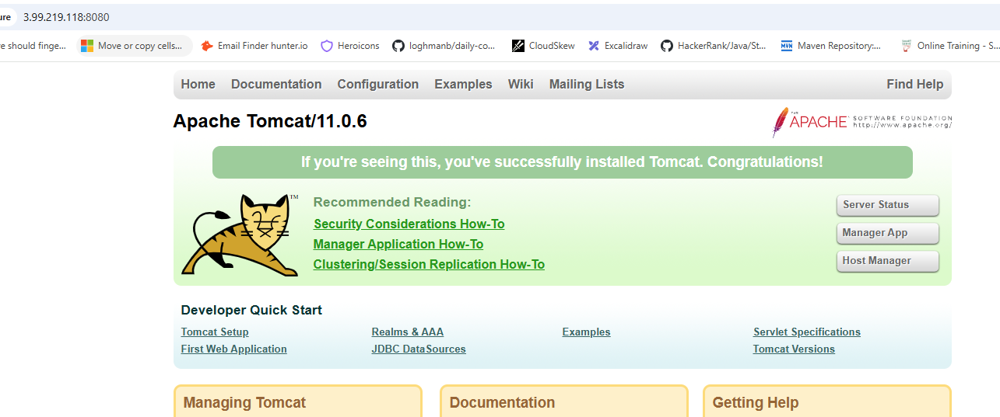 ure 3.99.219.118:8080
e should finge... Move or copy cells... Email Finder hunter.io Heroicons loghmanb/daily-co... CloudSkew Excalidraw HackerRank/Java/St... MVN Maven Repository:... Online Training - S...
Home Documentation Configuration Examples Wiki Mailing Lists Find Help
Apache Tomcat/11.0.6
THE APACHE SOFTWARE FOUNDATION
http://www.apache.org/
If you're seeing this, you've successfully installed Tomcat. Congratulations!
TM
Recommended Reading:
Security Considerations How-To
Manager Application How-To
Clustering/Session Replication How-To
Server Status
Manager App
Host Manager
Developer Quick Start
Tomcat Setup Realms & AAA Examples Servlet Specifications
First Web Application JDBC DataSources Tomcat Versions
Managing Tomcat Documentation Getting Help